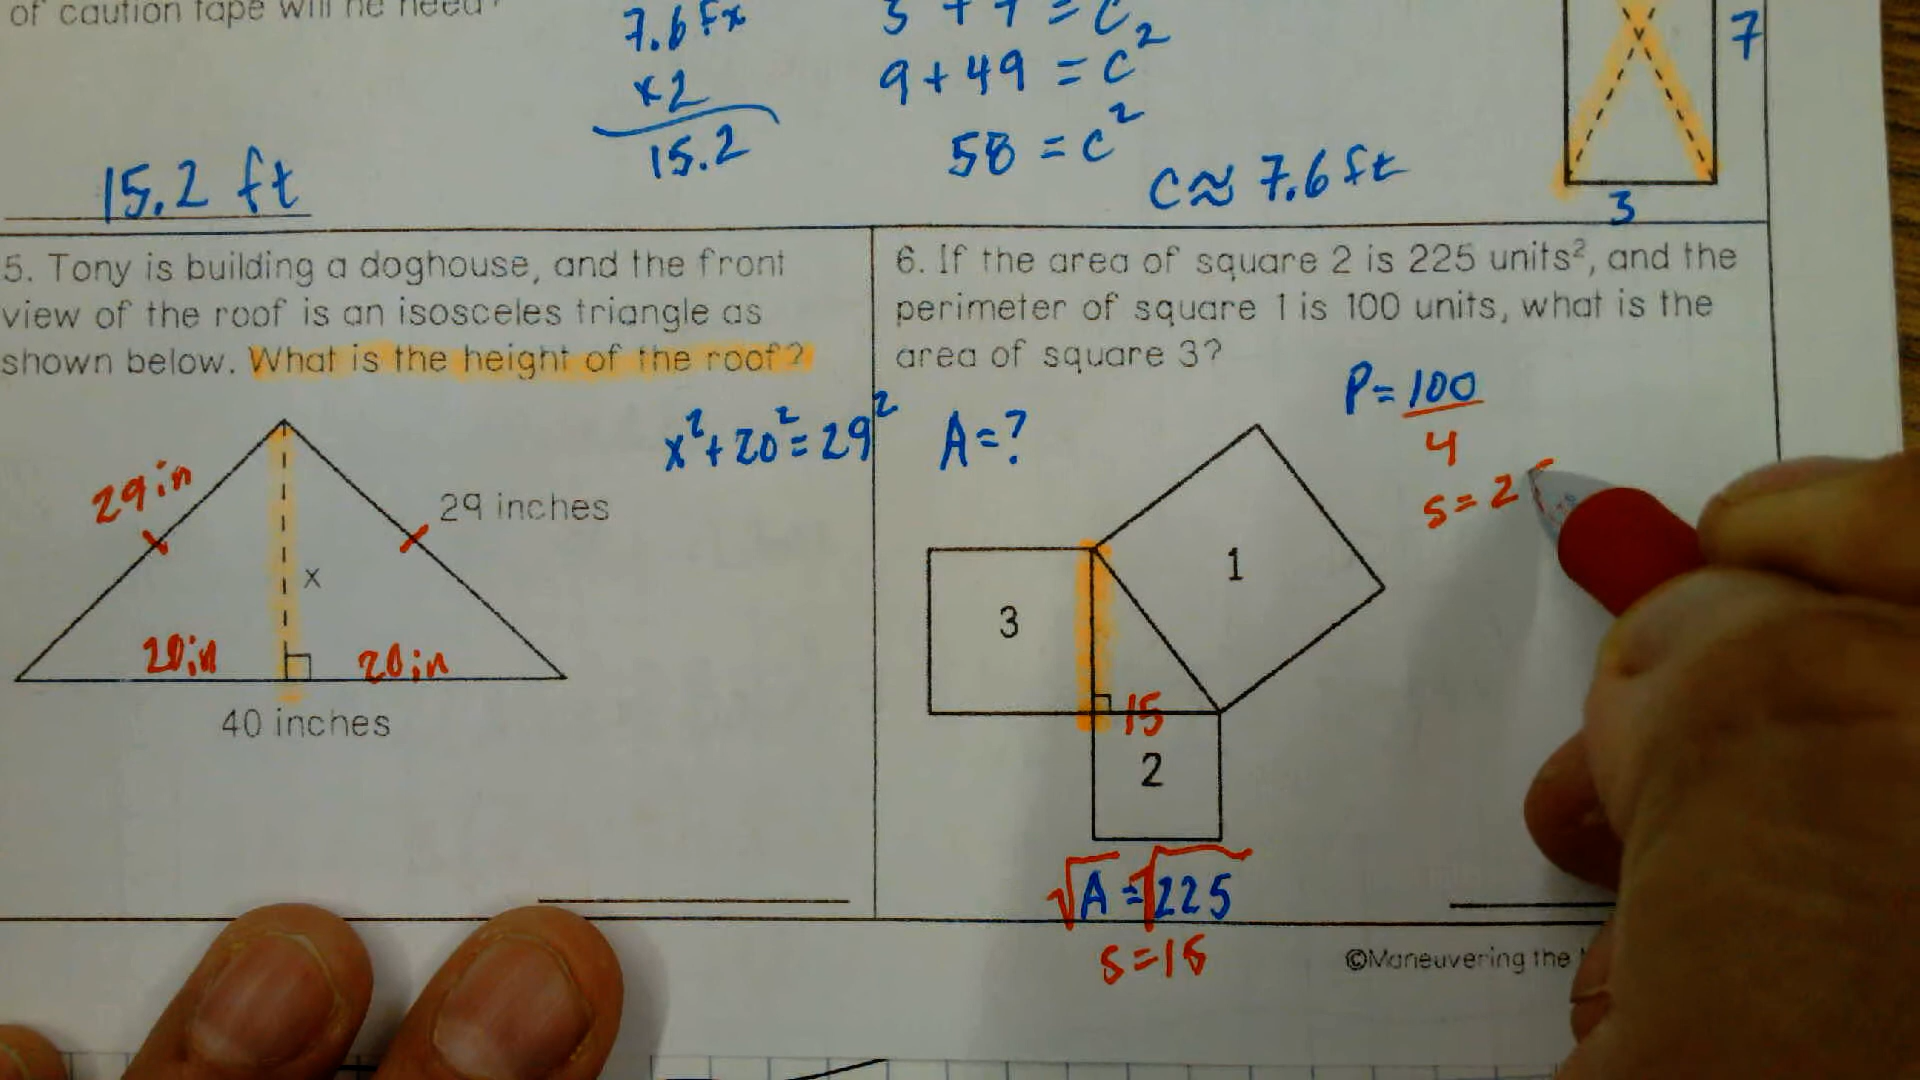 of caution tape will he need?
7.6 ft
x2
15.2
9 + 49 = c²
58 = c²
c ≈ 7.6 ft
15.2 ft
7
3
5. Tony is building a doghouse, and the front
view of the roof is an isosceles triangle as
shown below. What is the height of the roof?
x² + 20² = 29²
29 in
29 inches
x
20 in
20 in
40 inches
6. If the area of square 2 is 225 units², and the
perimeter of square 1 is 100 units, what is the
area of square 3?
P = 100
4
s = 2
A = ?
1
3
15
2
√A = √225
s = 15
©Maneuvering the